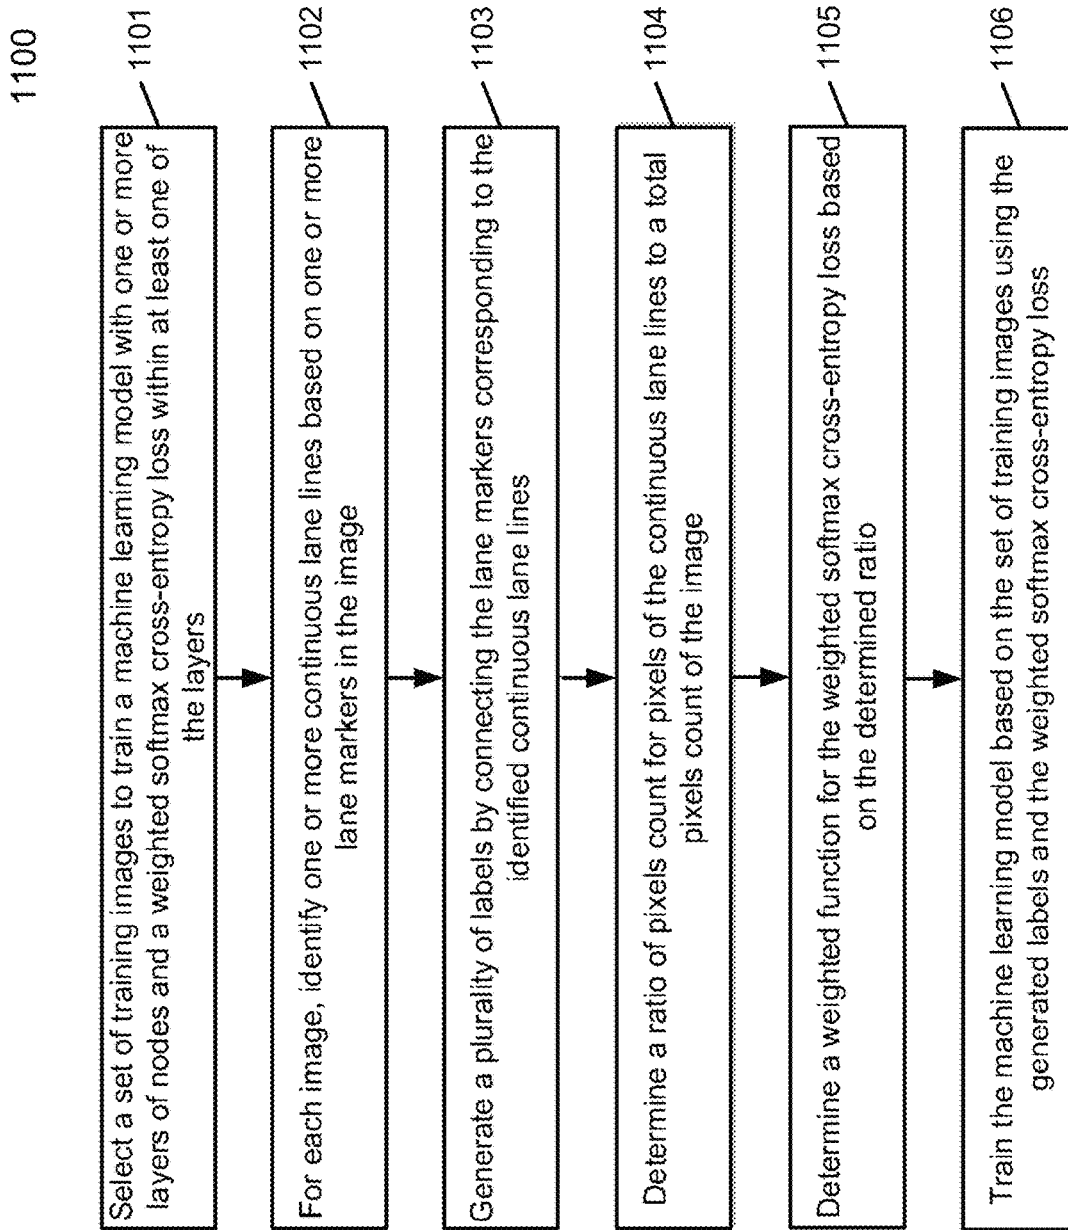 1100
Select a set of training images to train a machine learning model with one or more
layers of nodes and a weighted softmax cross-entropy loss within at least one of
the layers
1101
For each image, identify one or more continuous lane lines based on one or more
lane markers in the image
1102
Generate a plurality of labels by connecting the lane markers corresponding to the
identified continuous lane lines
1103
Determine a ratio of pixels count for pixels of the continuous lane lines to a total
pixels count of the image
1104
Determine a weighted function for the weighted softmax cross-entropy loss based
on the determined ratio
1105
Train the machine learning model based on the set of training images using the
generated labels and the weighted softmax cross-entropy loss
1106